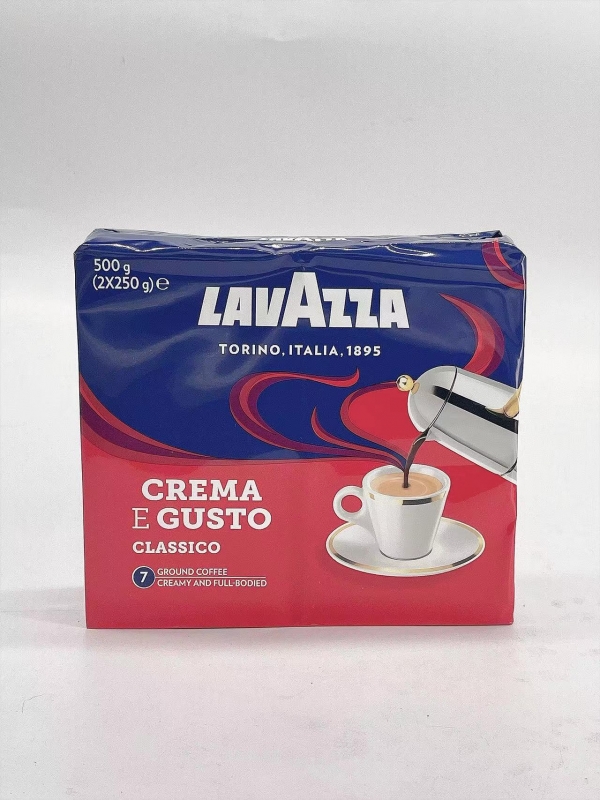 500 g
(2X250 g) ℮
LAVAZZA
TORINO, ITALIA, 1895
CREMA
E GUSTO
CLASSICO
7 GROUND COFFEE
CREAMY AND FULL-BODIED